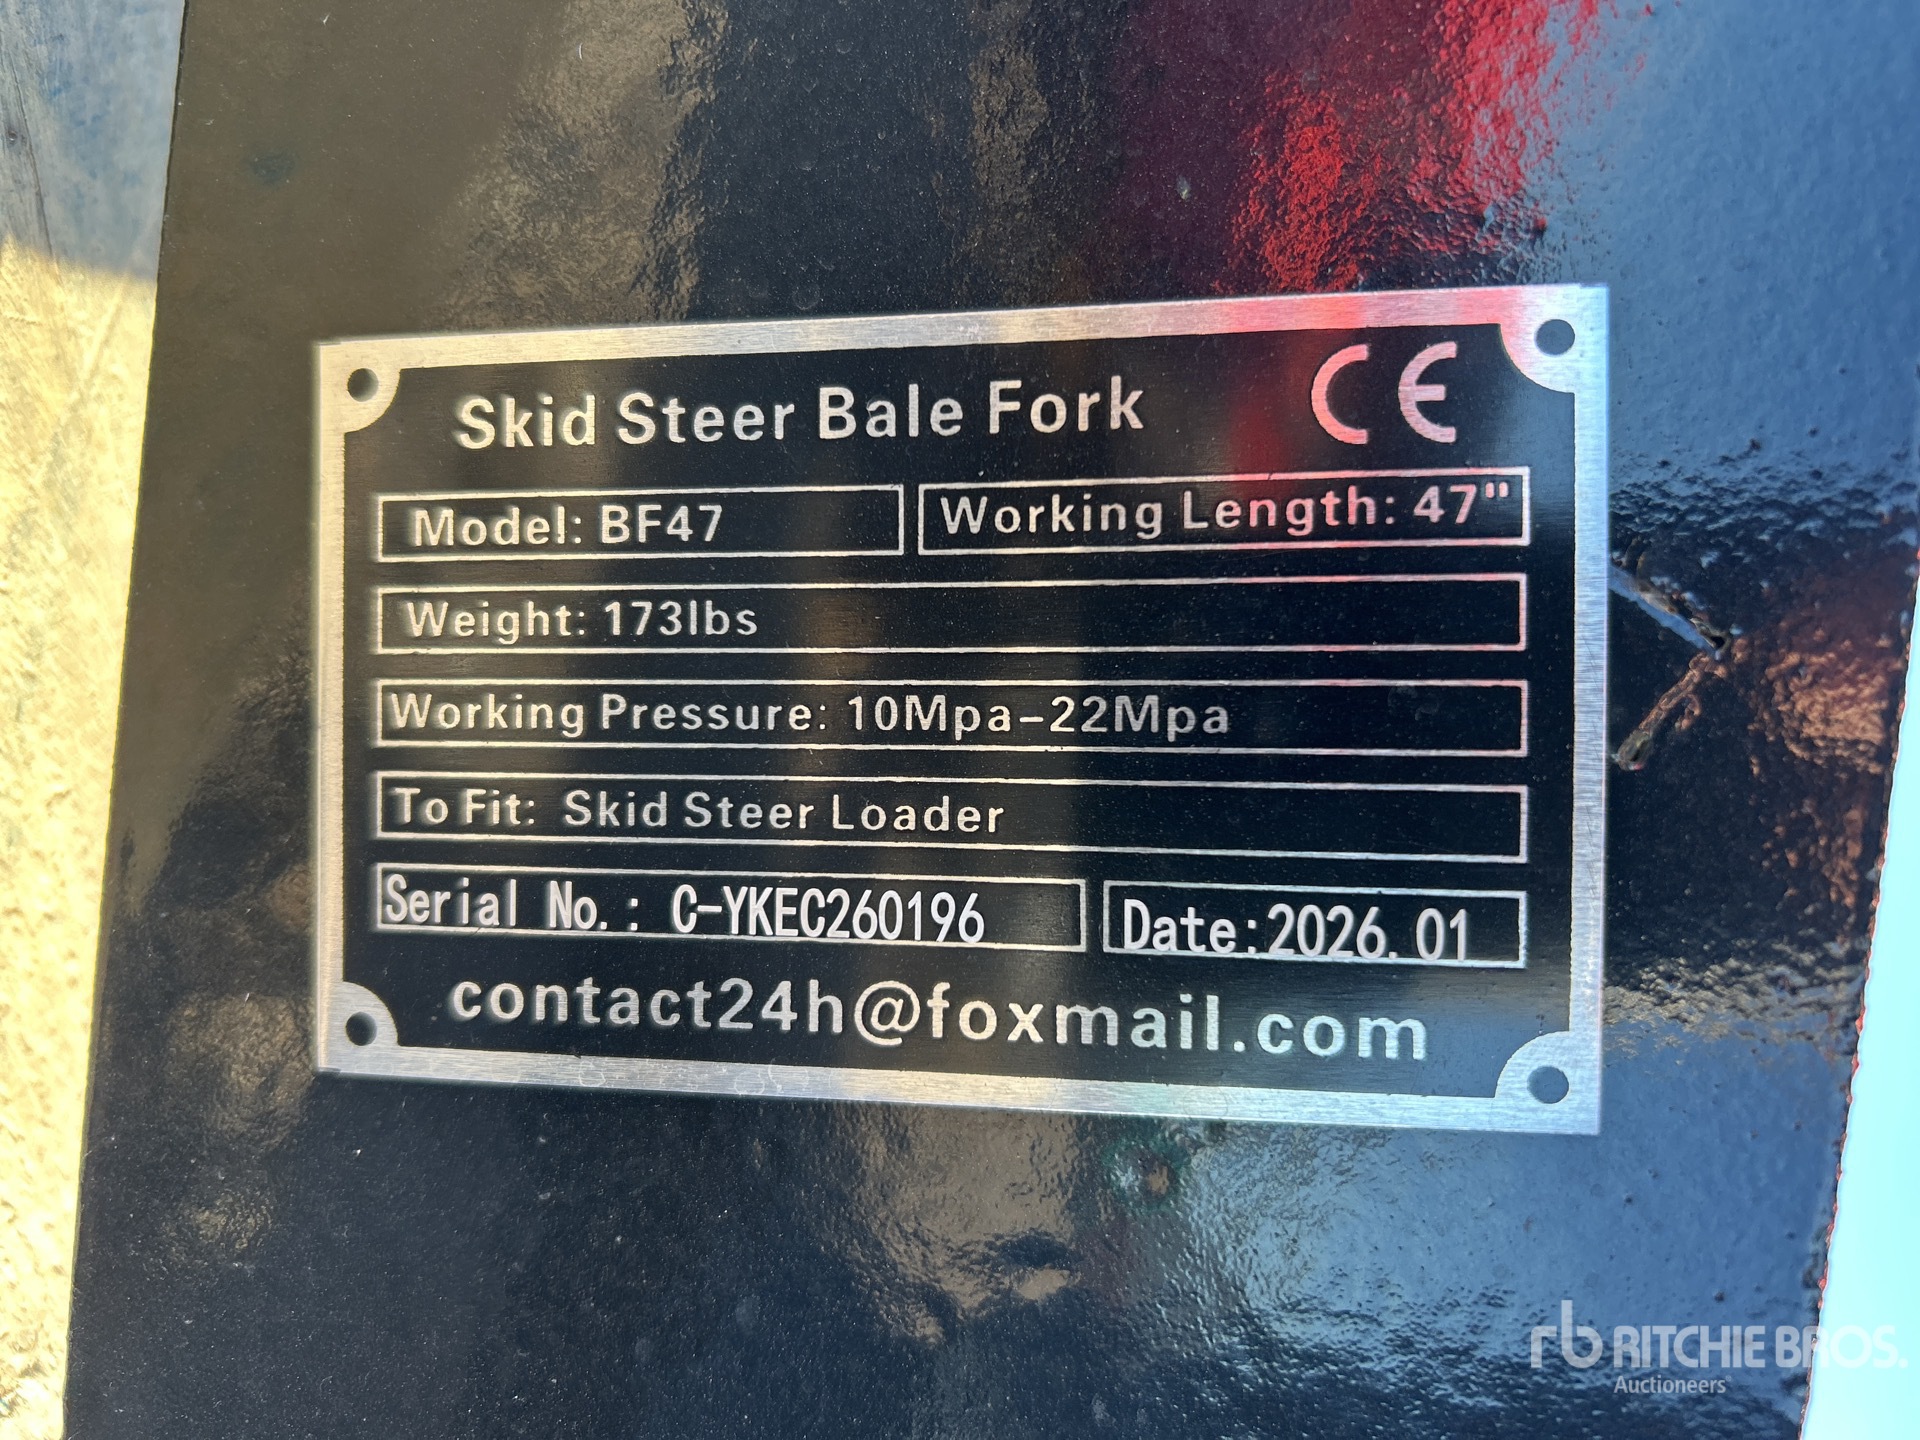 Skid Steer Bale Fork CE
Model: BF47 Working Length: 47"
Weight: 173lbs
Working Pressure: 10Mpa-22Mpa
To Fit: Skid Steer Loader
Serial No.: C-YKEC260196 Date:2026.01
contact24h@foxmail.com
rb RITCHIE BROS.
Auctioneers